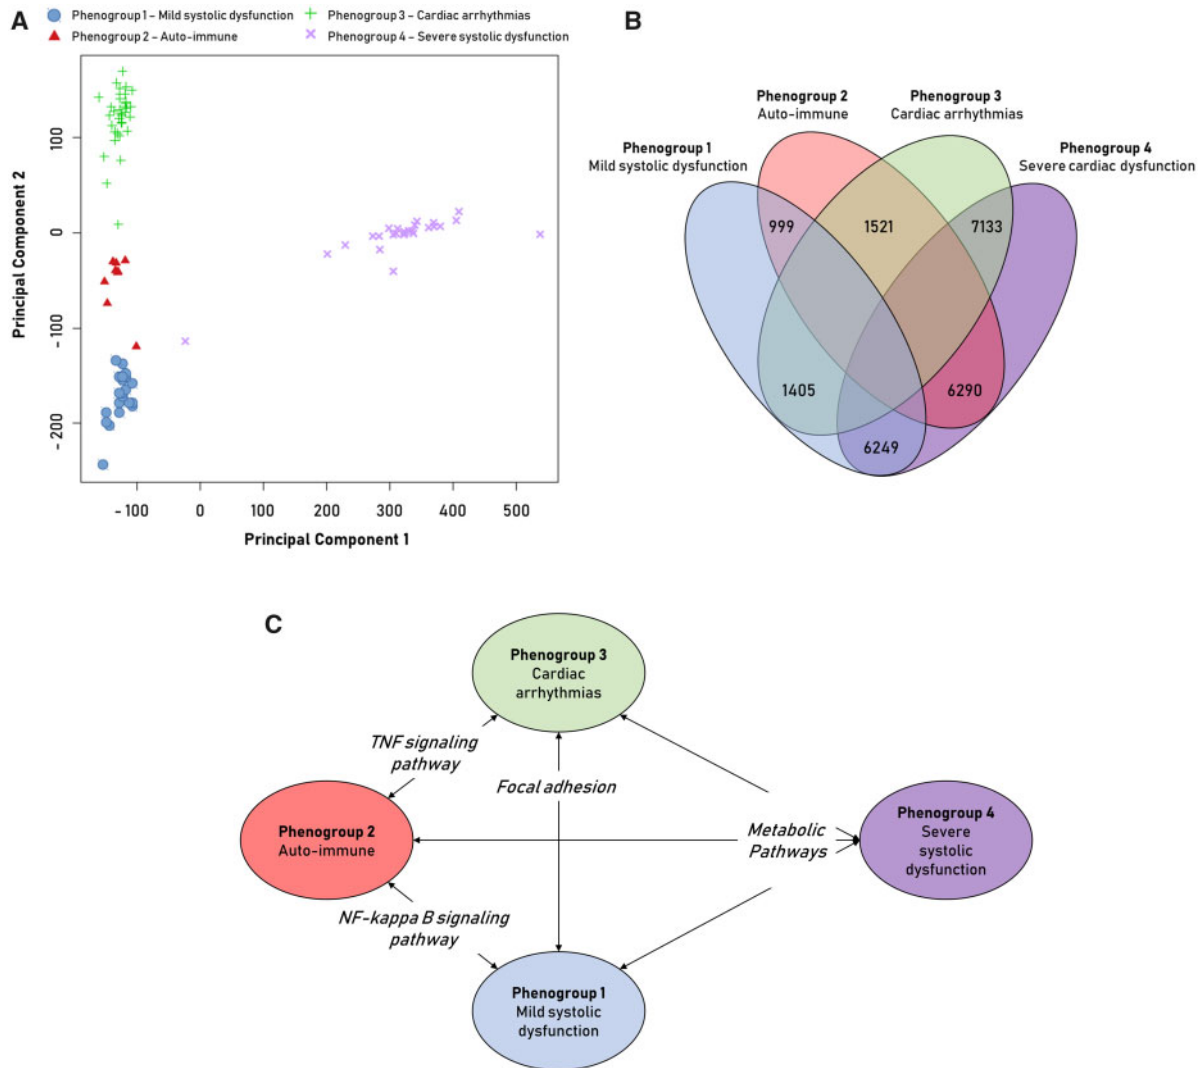 A
Phenogroup 1 – Mild systolic dysfunction
Phenogroup 3 – Cardiac arrhythmias
Phenogroup 2 – Auto-immune
Phenogroup 4 – Severe systolic dysfunction
Principal Component 2
100
0
- 100
- 200
- 100
0
100
200
300
400
500
Principal Component 1
B
Phenogroup 2
Auto-immune
Phenogroup 3
Cardiac arrhythmias
Phenogroup 1
Mild systolic dysfunction
Phenogroup 4
Severe cardiac dysfunction
999
1521
7133
1405
6290
6249
C
Phenogroup 3
Cardiac
arrhythmias
TNF signaling
pathway
Focal adhesion
Phenogroup 2
Auto-immune
Metabolic
Pathways
Phenogroup 4
Severe
systolic
dysfunction
NF-kappa B signaling
pathway
Phenogroup 1
Mild systolic
dysfunction